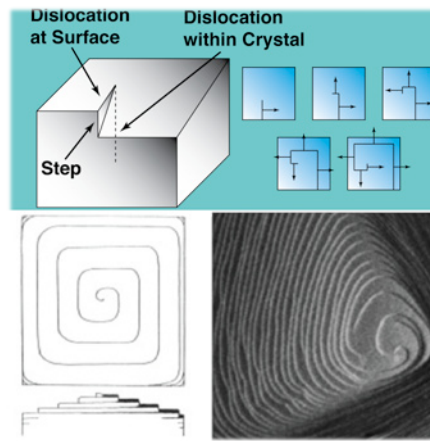 Dislocation
at Surface
Dislocation
within Crystal
Step